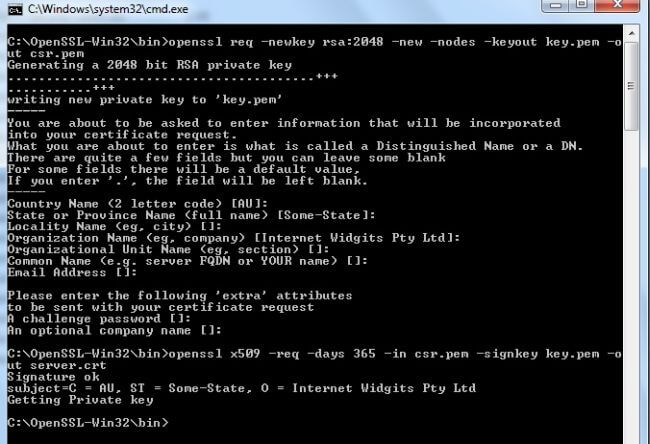 C:\Windows\system32\cmd.exe
C:\OpenSSL-Win32\bin>openssl req -newkey rsa:2048 -new -nodes -keyout key.pem -o
ut csr.pem
Generating a 2048 bit RSA private key
........................................+++
...........+++
writing new private key to 'key.pem'
-----
You are about to be asked to enter information that will be incorporated
into your certificate request.
What you are about to enter is what is called a Distinguished Name or a DN.
There are quite a few fields but you can leave some blank
For some fields there will be a default value,
If you enter '.', the field will be left blank.
-----
Country Name (2 letter code) [AU]:
State or Province Name (full name) [Some-State]:
Locality Name (eg, city) []:
Organization Name (eg, company) [Internet Widgits Pty Ltd]:
Organizational Unit Name (eg, section) []:
Common Name (e.g. server FQDN or YOUR name) []:
Email Address []:
Please enter the following 'extra' attributes
to be sent with your certificate request
A challenge password []:
An optional company name []:
C:\OpenSSL-Win32\bin>openssl x509 -req -days 365 -in csr.pem -signkey key.pem -o
ut server.crt
Signature ok
subject=C = AU, ST = Some-State, O = Internet Widgits Pty Ltd
Getting Private key
C:\OpenSSL-Win32\bin>